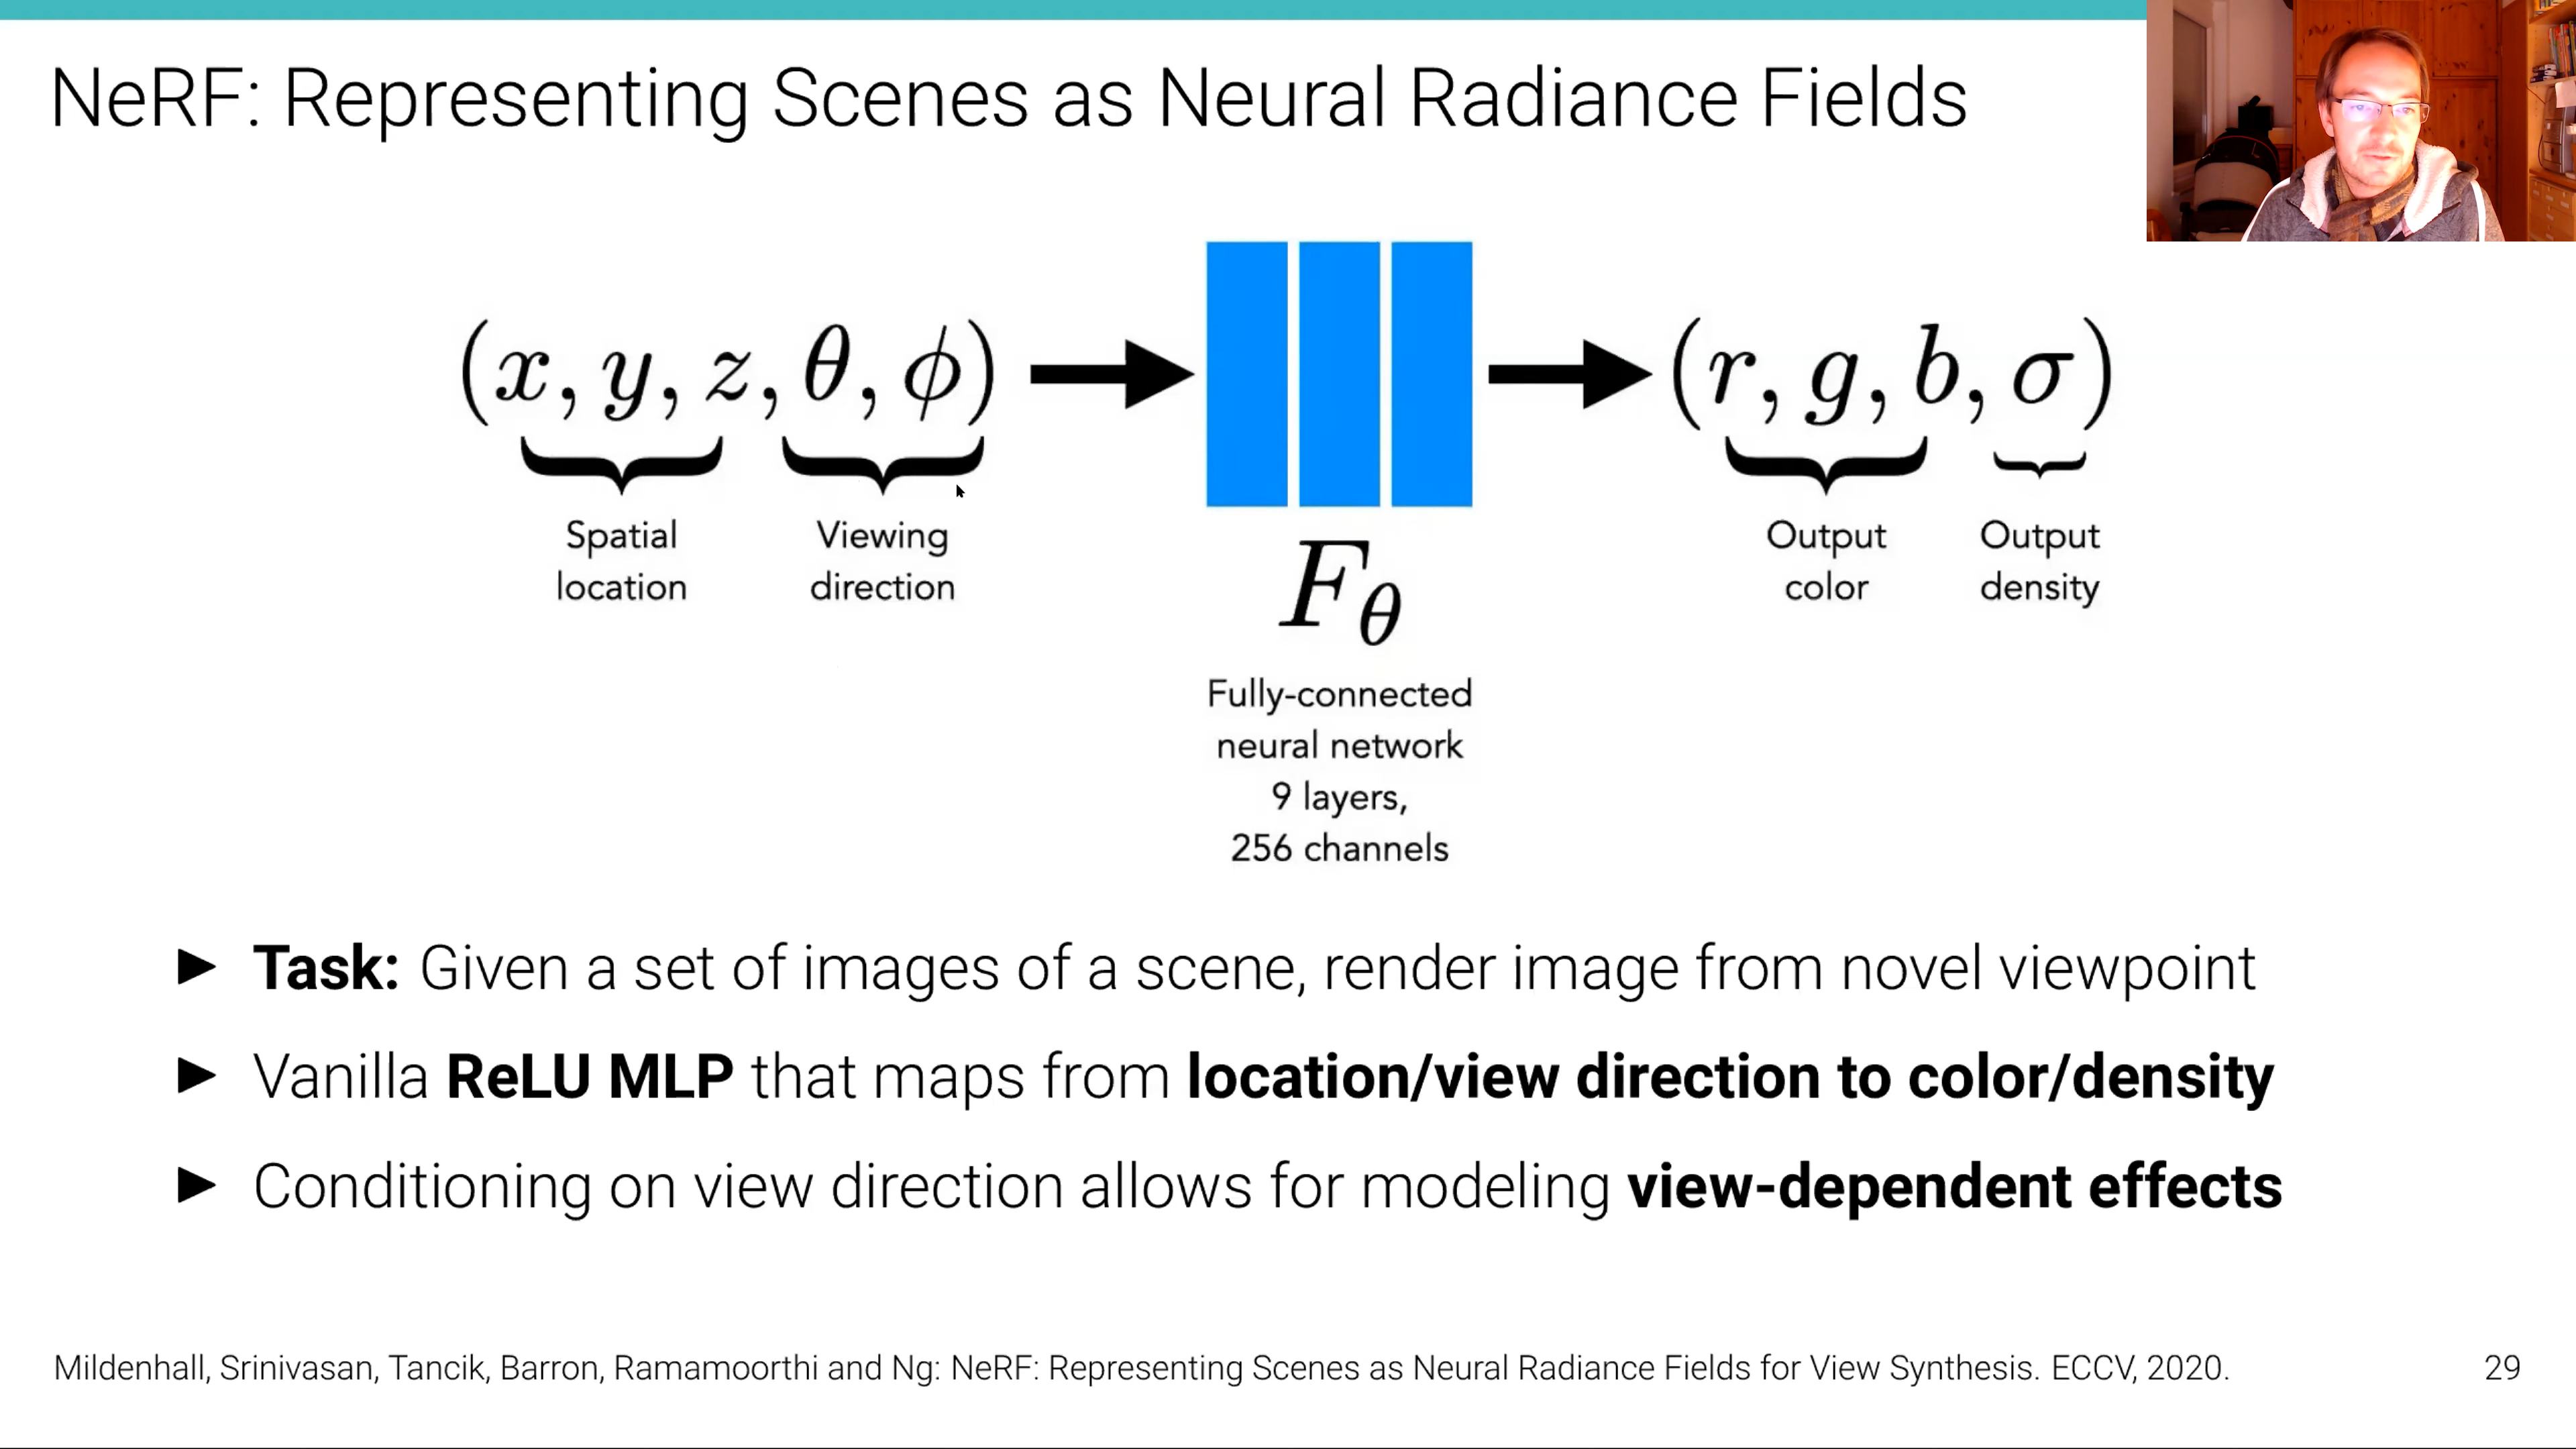 NeRF: Representing Scenes as Neural Radiance Fields
(x, y, z, θ, ϕ)
(r, g, b, σ)
Spatial
location
Viewing
direction
Output
color
Output
density
F_θ
Fully-connected
neural network
9 layers,
256 channels
► Task: Given a set of images of a scene, render image from novel viewpoint
► Vanilla ReLU MLP that maps from location/view direction to color/density
► Conditioning on view direction allows for modeling view-dependent effects
Mildenhall, Srinivasan, Tancik, Barron, Ramamoorthi and Ng: NeRF: Representing Scenes as Neural Radiance Fields for View Synthesis. ECCV, 2020.
29